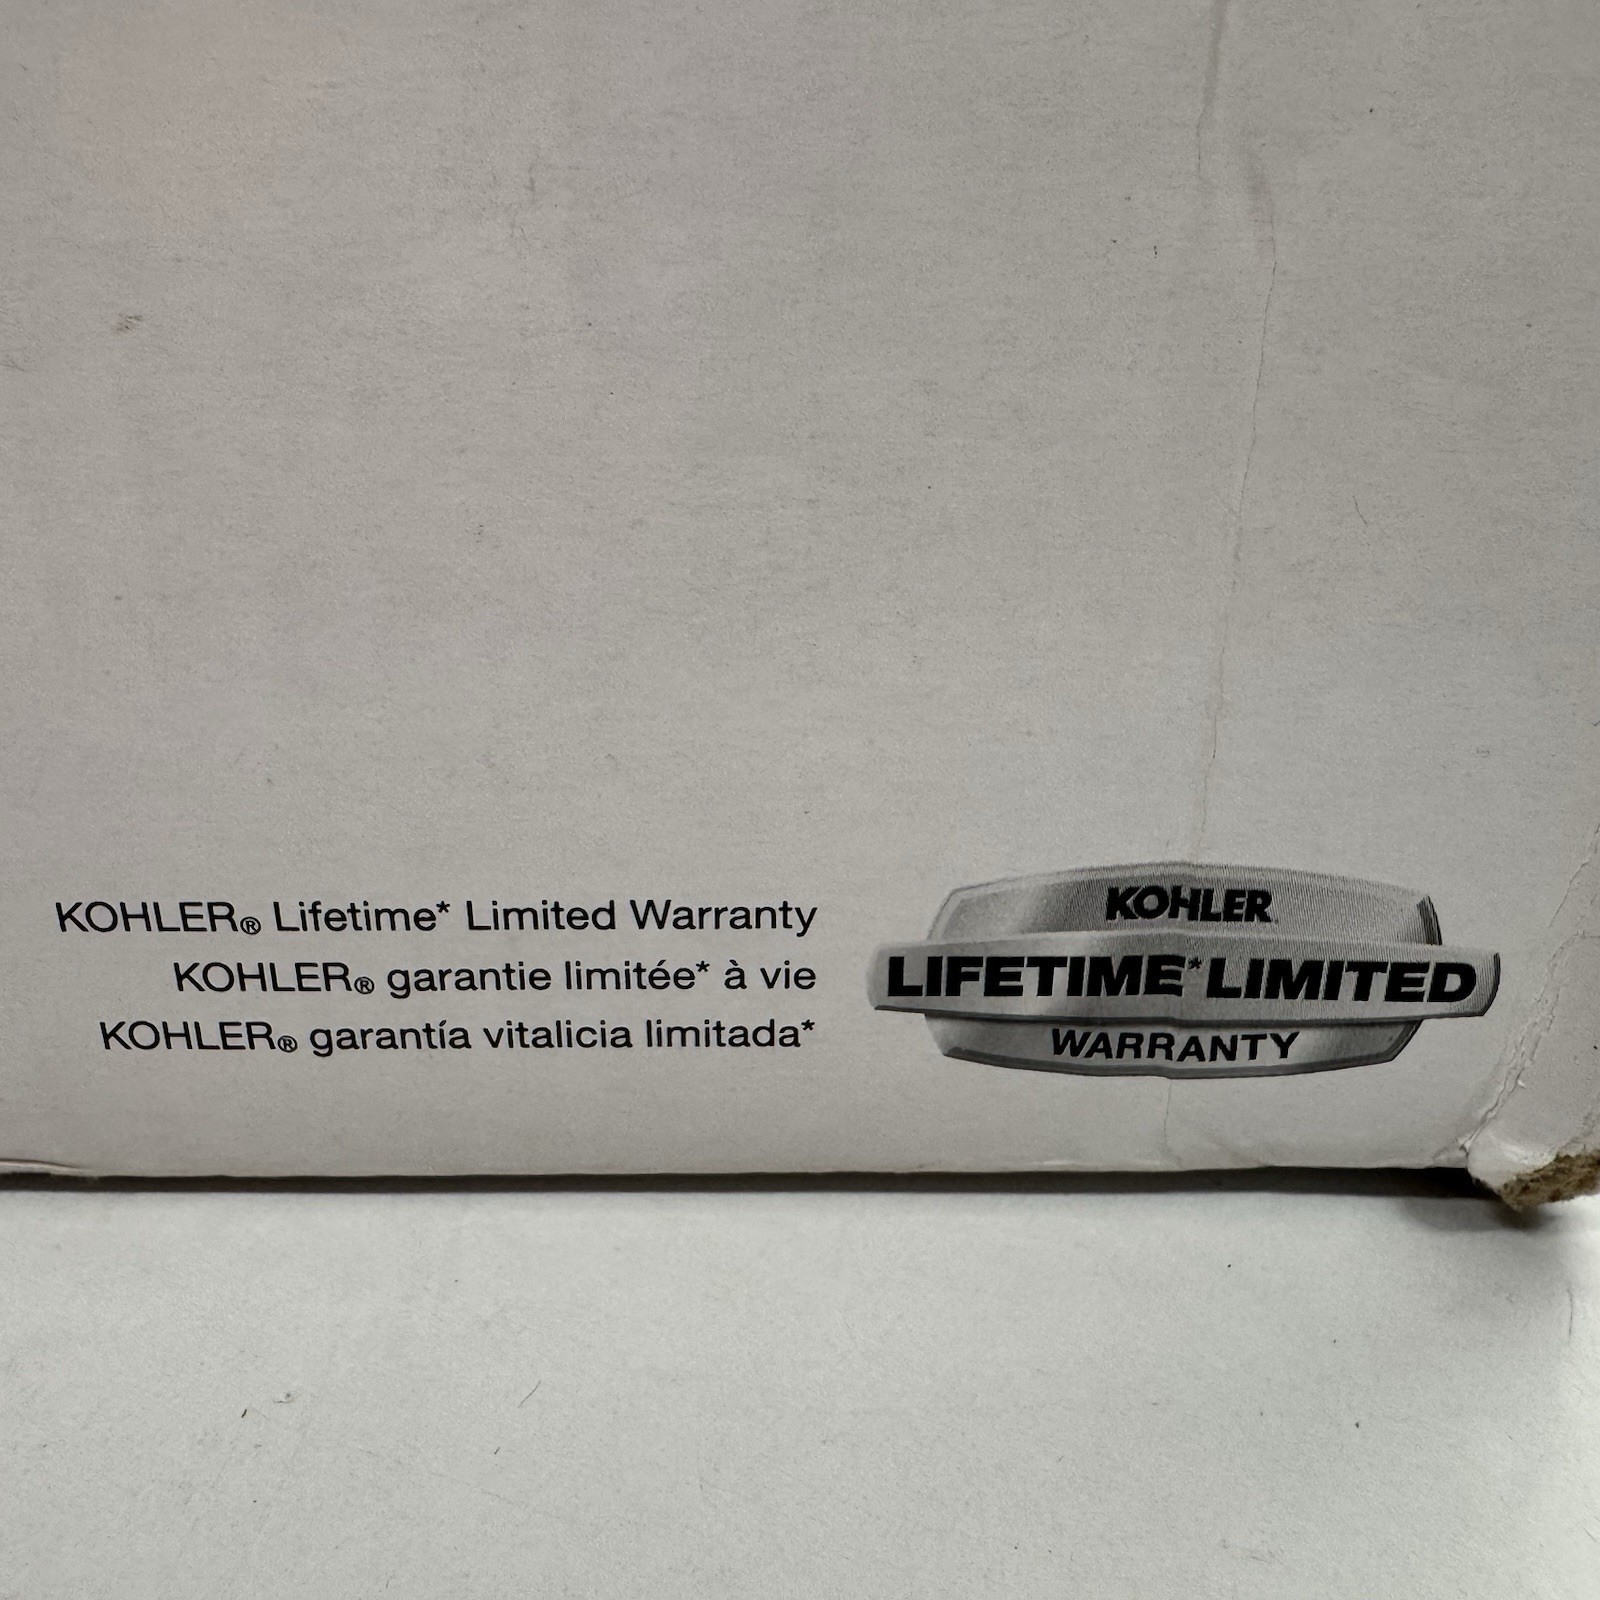 KOHLER® Lifetime* Limited Warranty
KOHLER® garantie limitée* à vie
KOHLER® garantía vitalicia limitada*
KOHLER
LIFETIME* LIMITED
WARRANTY